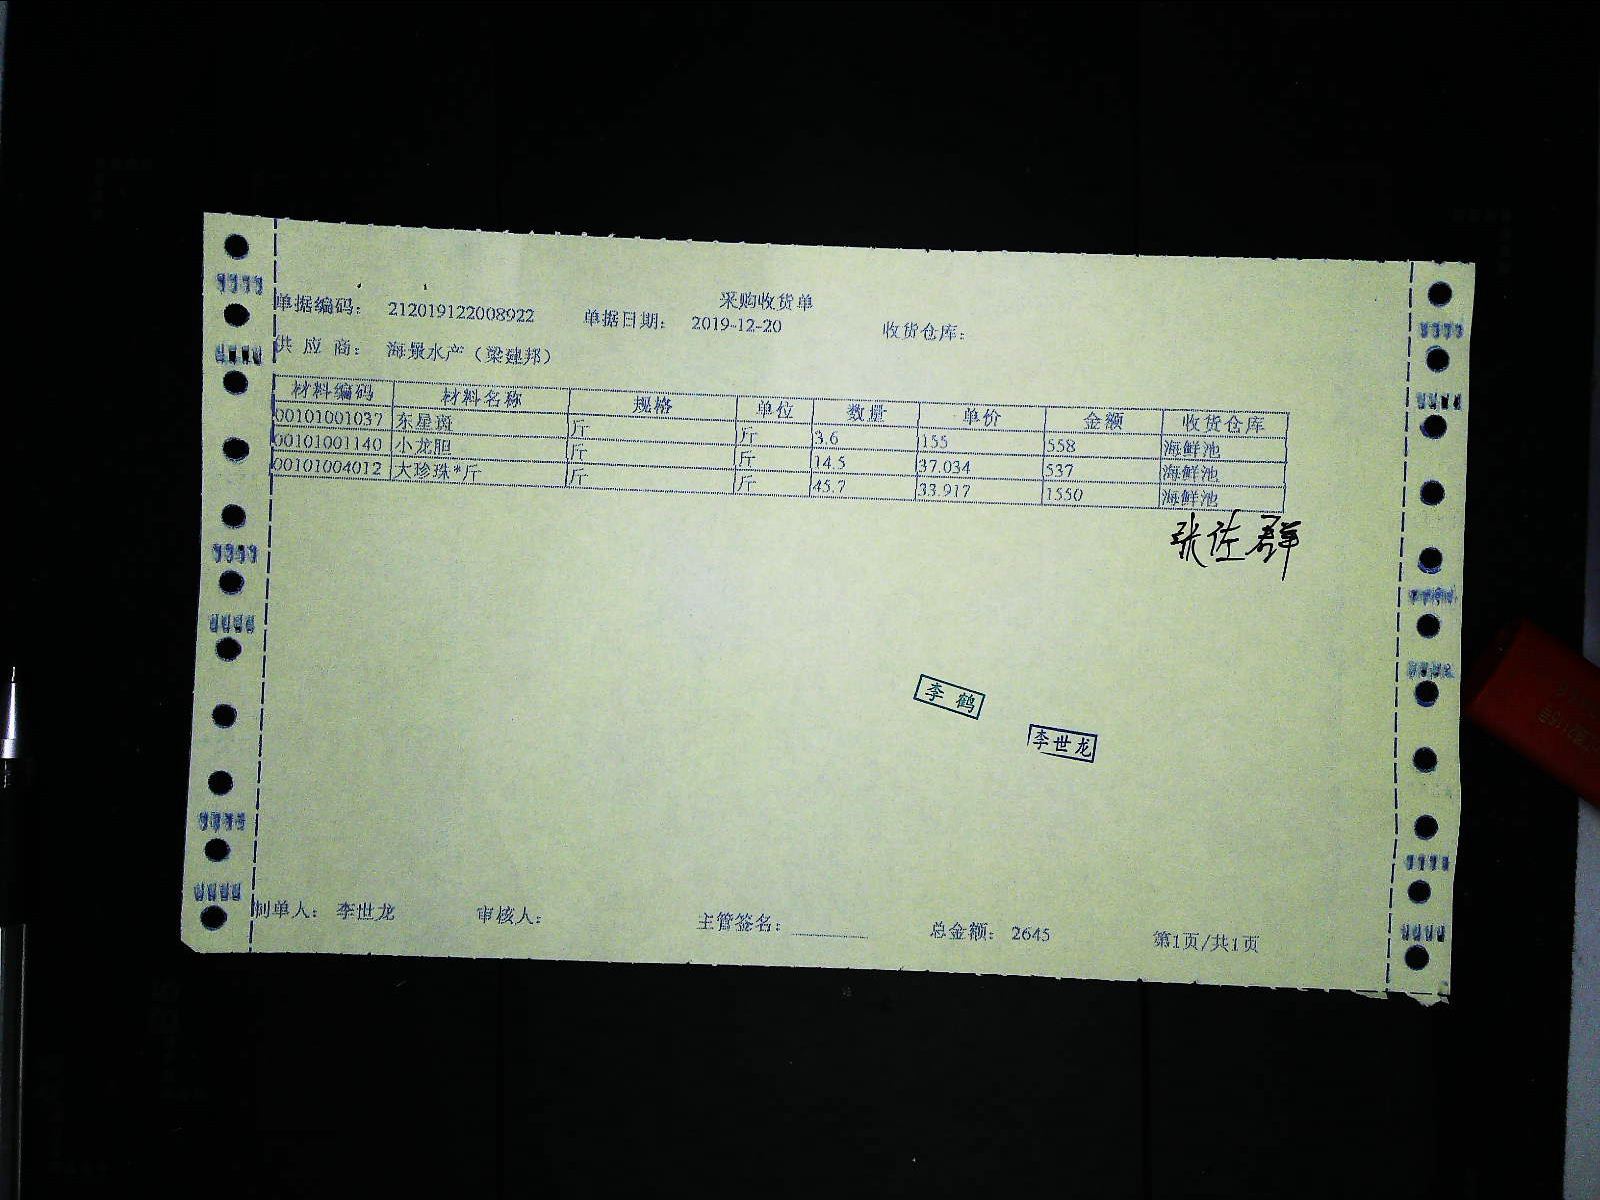 采购收货单
单据编码： 212019122008922 单据日期： 2019-12-20 收货仓库：
供 应 商： 海景水产（梁建邦）
材料编码 材料名称 规格 单位 数量 单价 金额 收货仓库
00101001037 东星斑 斤 斤 3.6 155 558 海鲜池
00101001140 小龙胆 斤 斤 14.5 37.034 537 海鲜池
00101004012 大珍珠*斤 斤 斤 45.7 33.917 1550 海鲜池
张佐群
李鹤
李世龙
制单人： 李世龙 审核人： 主管签名： 总金额： 2645 第1页/共1页